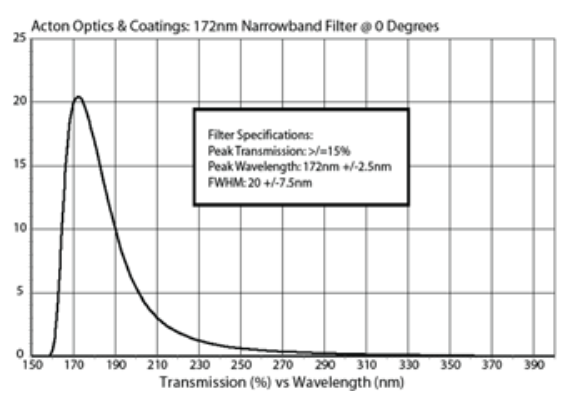 Acton Optics & Coatings: 172nm Narrowband Filter @ 0 Degrees
25
20
Filter Specifications:
Peak Transmission: >/=15%
15
Peak Wavelength: 172nm +/-2.5nm
FWHM: 20 +/-7.5nm
10
5
0
150 170 190 210 230 250 270 290 310 330 350 370 390
Transmission (%) vs Wavelength (nm)